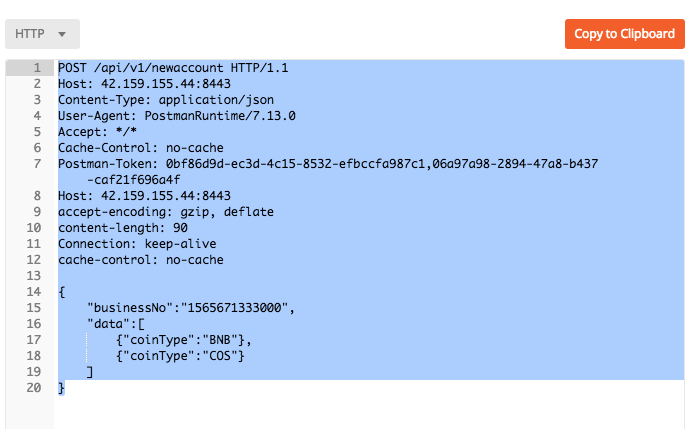 HTTP
Copy to Clipboard
1 POST /api/v1/newaccount HTTP/1.1
2 Host: 42.159.155.44:8443
3 Content-Type: application/json
4 User-Agent: PostmanRuntime/7.13.0
5 Accept: */*
6 Cache-Control: no-cache
7 Postman-Token: 0bf86d9d-ec3d-4c15-8532-efbccfa987c1,06a97a98-2894-47a8-b437
-caf21f696a4f
8 Host: 42.159.155.44:8443
9 accept-encoding: gzip, deflate
10 content-length: 90
11 Connection: keep-alive
12 cache-control: no-cache
13
14 {
15 "businessNo":"1565671333000",
16 "data":[
17 {"coinType":"BNB"},
18 {"coinType":"COS"}
19 ]
20 }